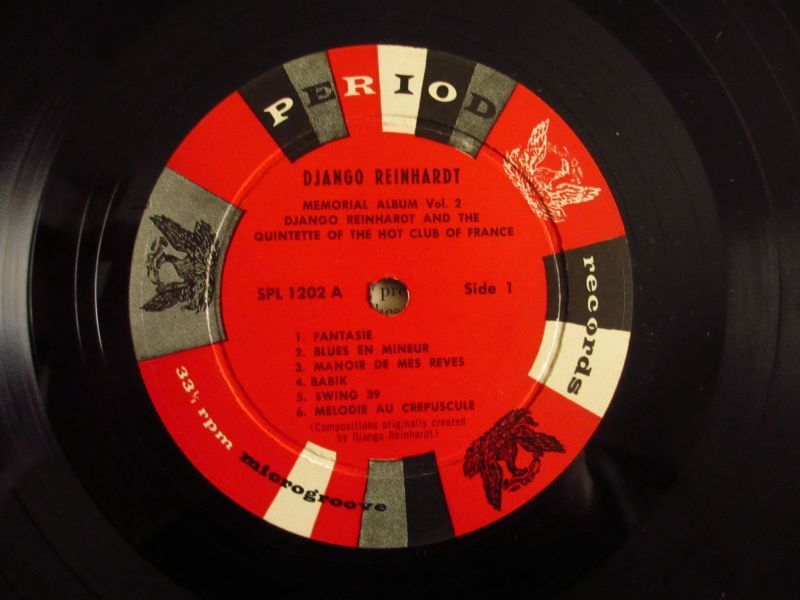 PERIOD
records
DJANGO REINHARDT
MEMORIAL ALBUM Vol. 2
DJANGO REINHARDT AND THE
QUINTETTE OF THE HOT CLUB OF FRANCE
SPL 1202 A
Side 1
1. FANTASIE
2. BLUES EN MINEUR
3. MANOIR DE MES REVES
4. BABIK
5. SWING 39
6. MELODIE AU CREPUSCULE
(Compositions originally created
by Django Reinhardt)
33⅓ rpm microgroove